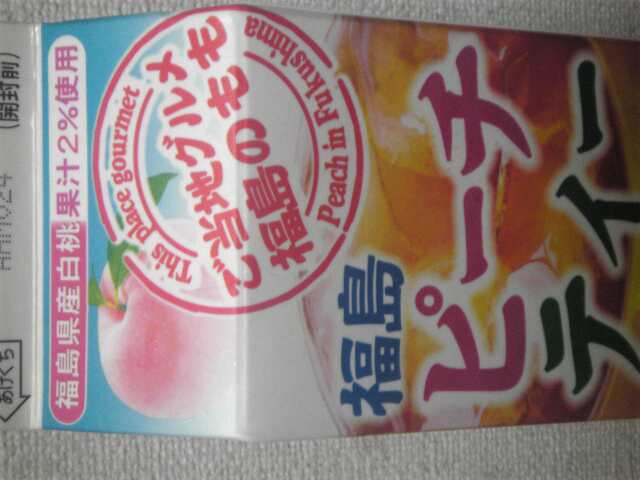 (開封前)
あけぐち
福島県産白桃果汁2%使用
This place gourmet
ご当地グルメ
福島のもも
Peach in Fukushima
福島
ピーチ
ティー